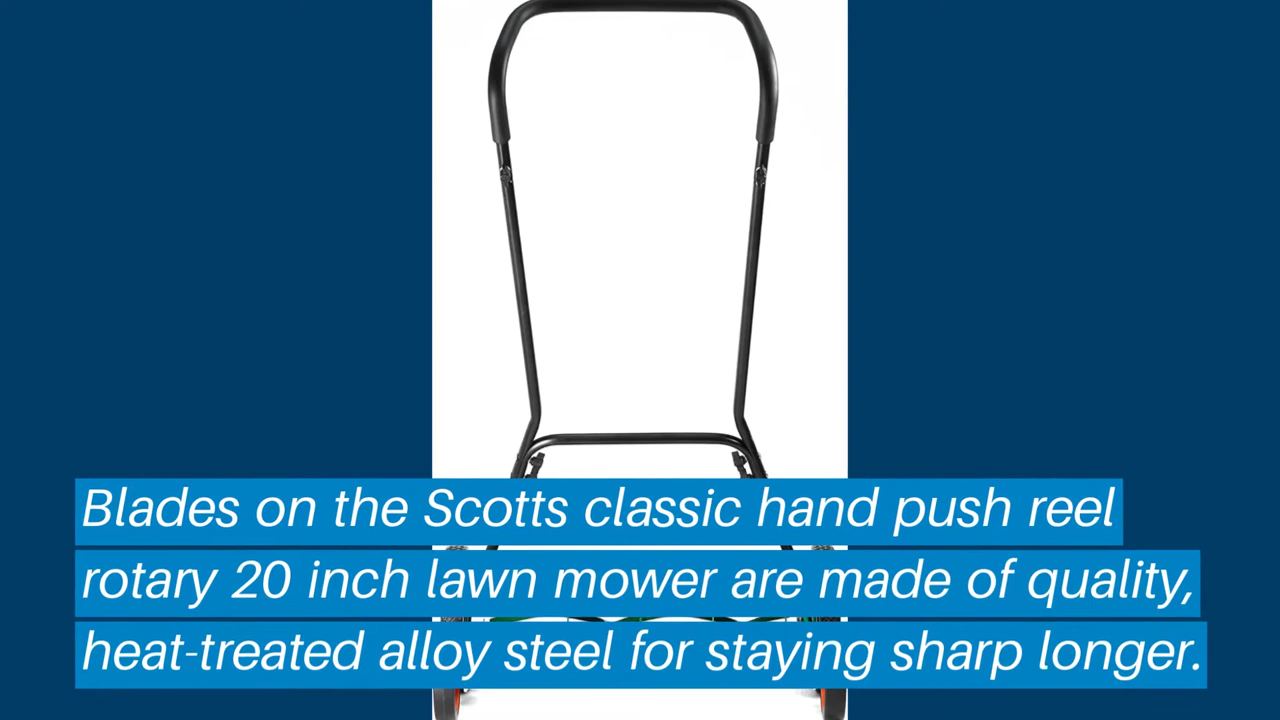 Blades on the Scotts classic hand push reel
rotary 20 inch lawn mower are made of quality,
heat-treated alloy steel for staying sharp longer.